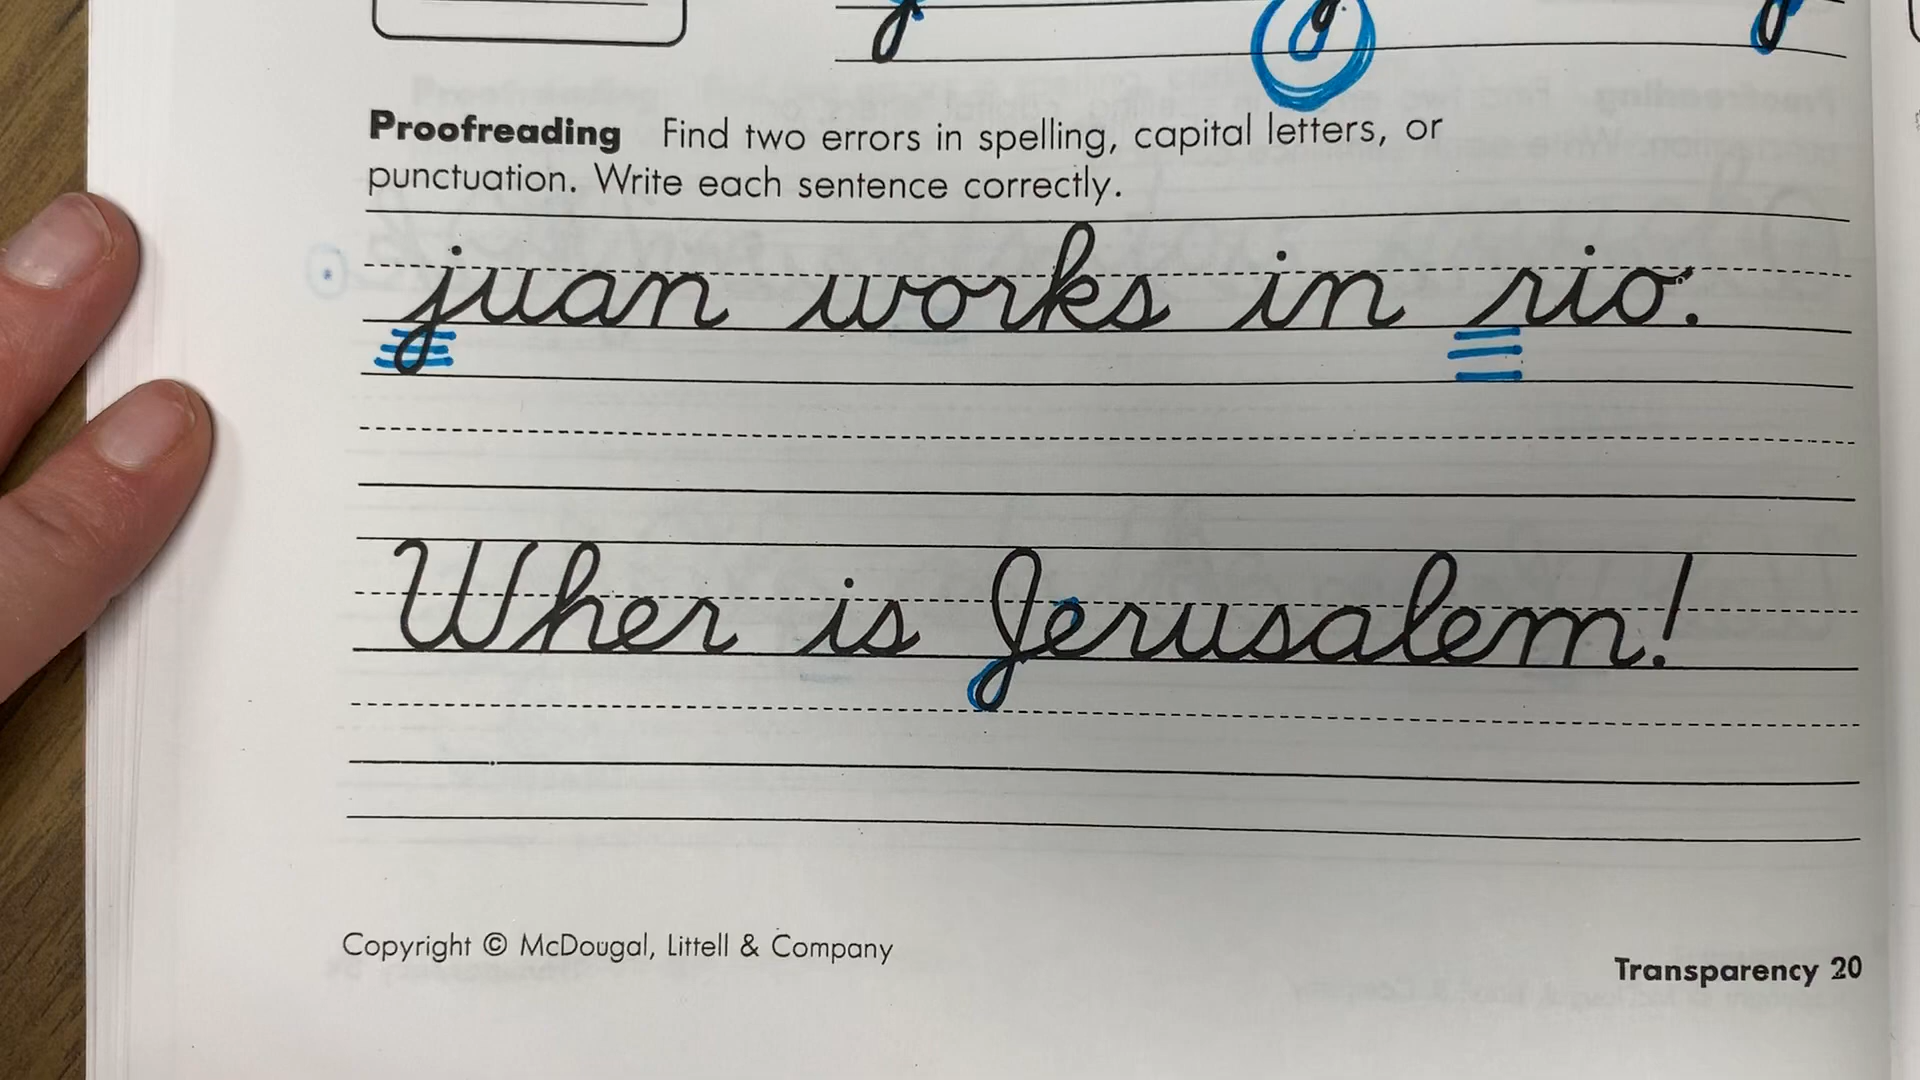 Proofreading Find two errors in spelling, capital letters, or
punctuation. Write each sentence correctly.
juan works in rio.
Wher is Jerusalem!
Copyright © McDougal, Littell & Company
Transparency 20